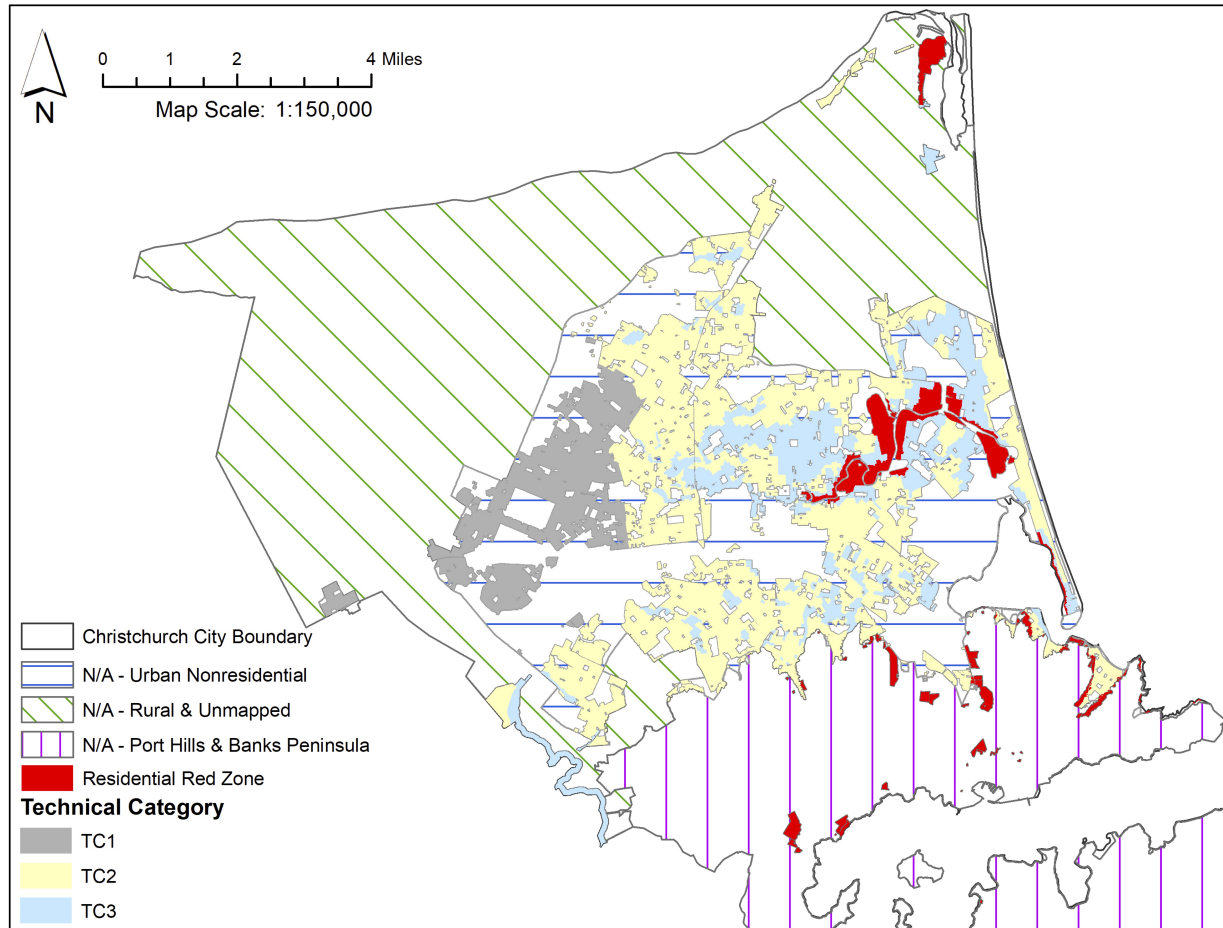 0 1 2 4 Miles
Map Scale: 1:150,000
N
Christchurch City Boundary
N/A - Urban Nonresidential
N/A - Rural & Unmapped
N/A - Port Hills & Banks Peninsula
Residential Red Zone
Technical Category
TC1
TC2
TC3